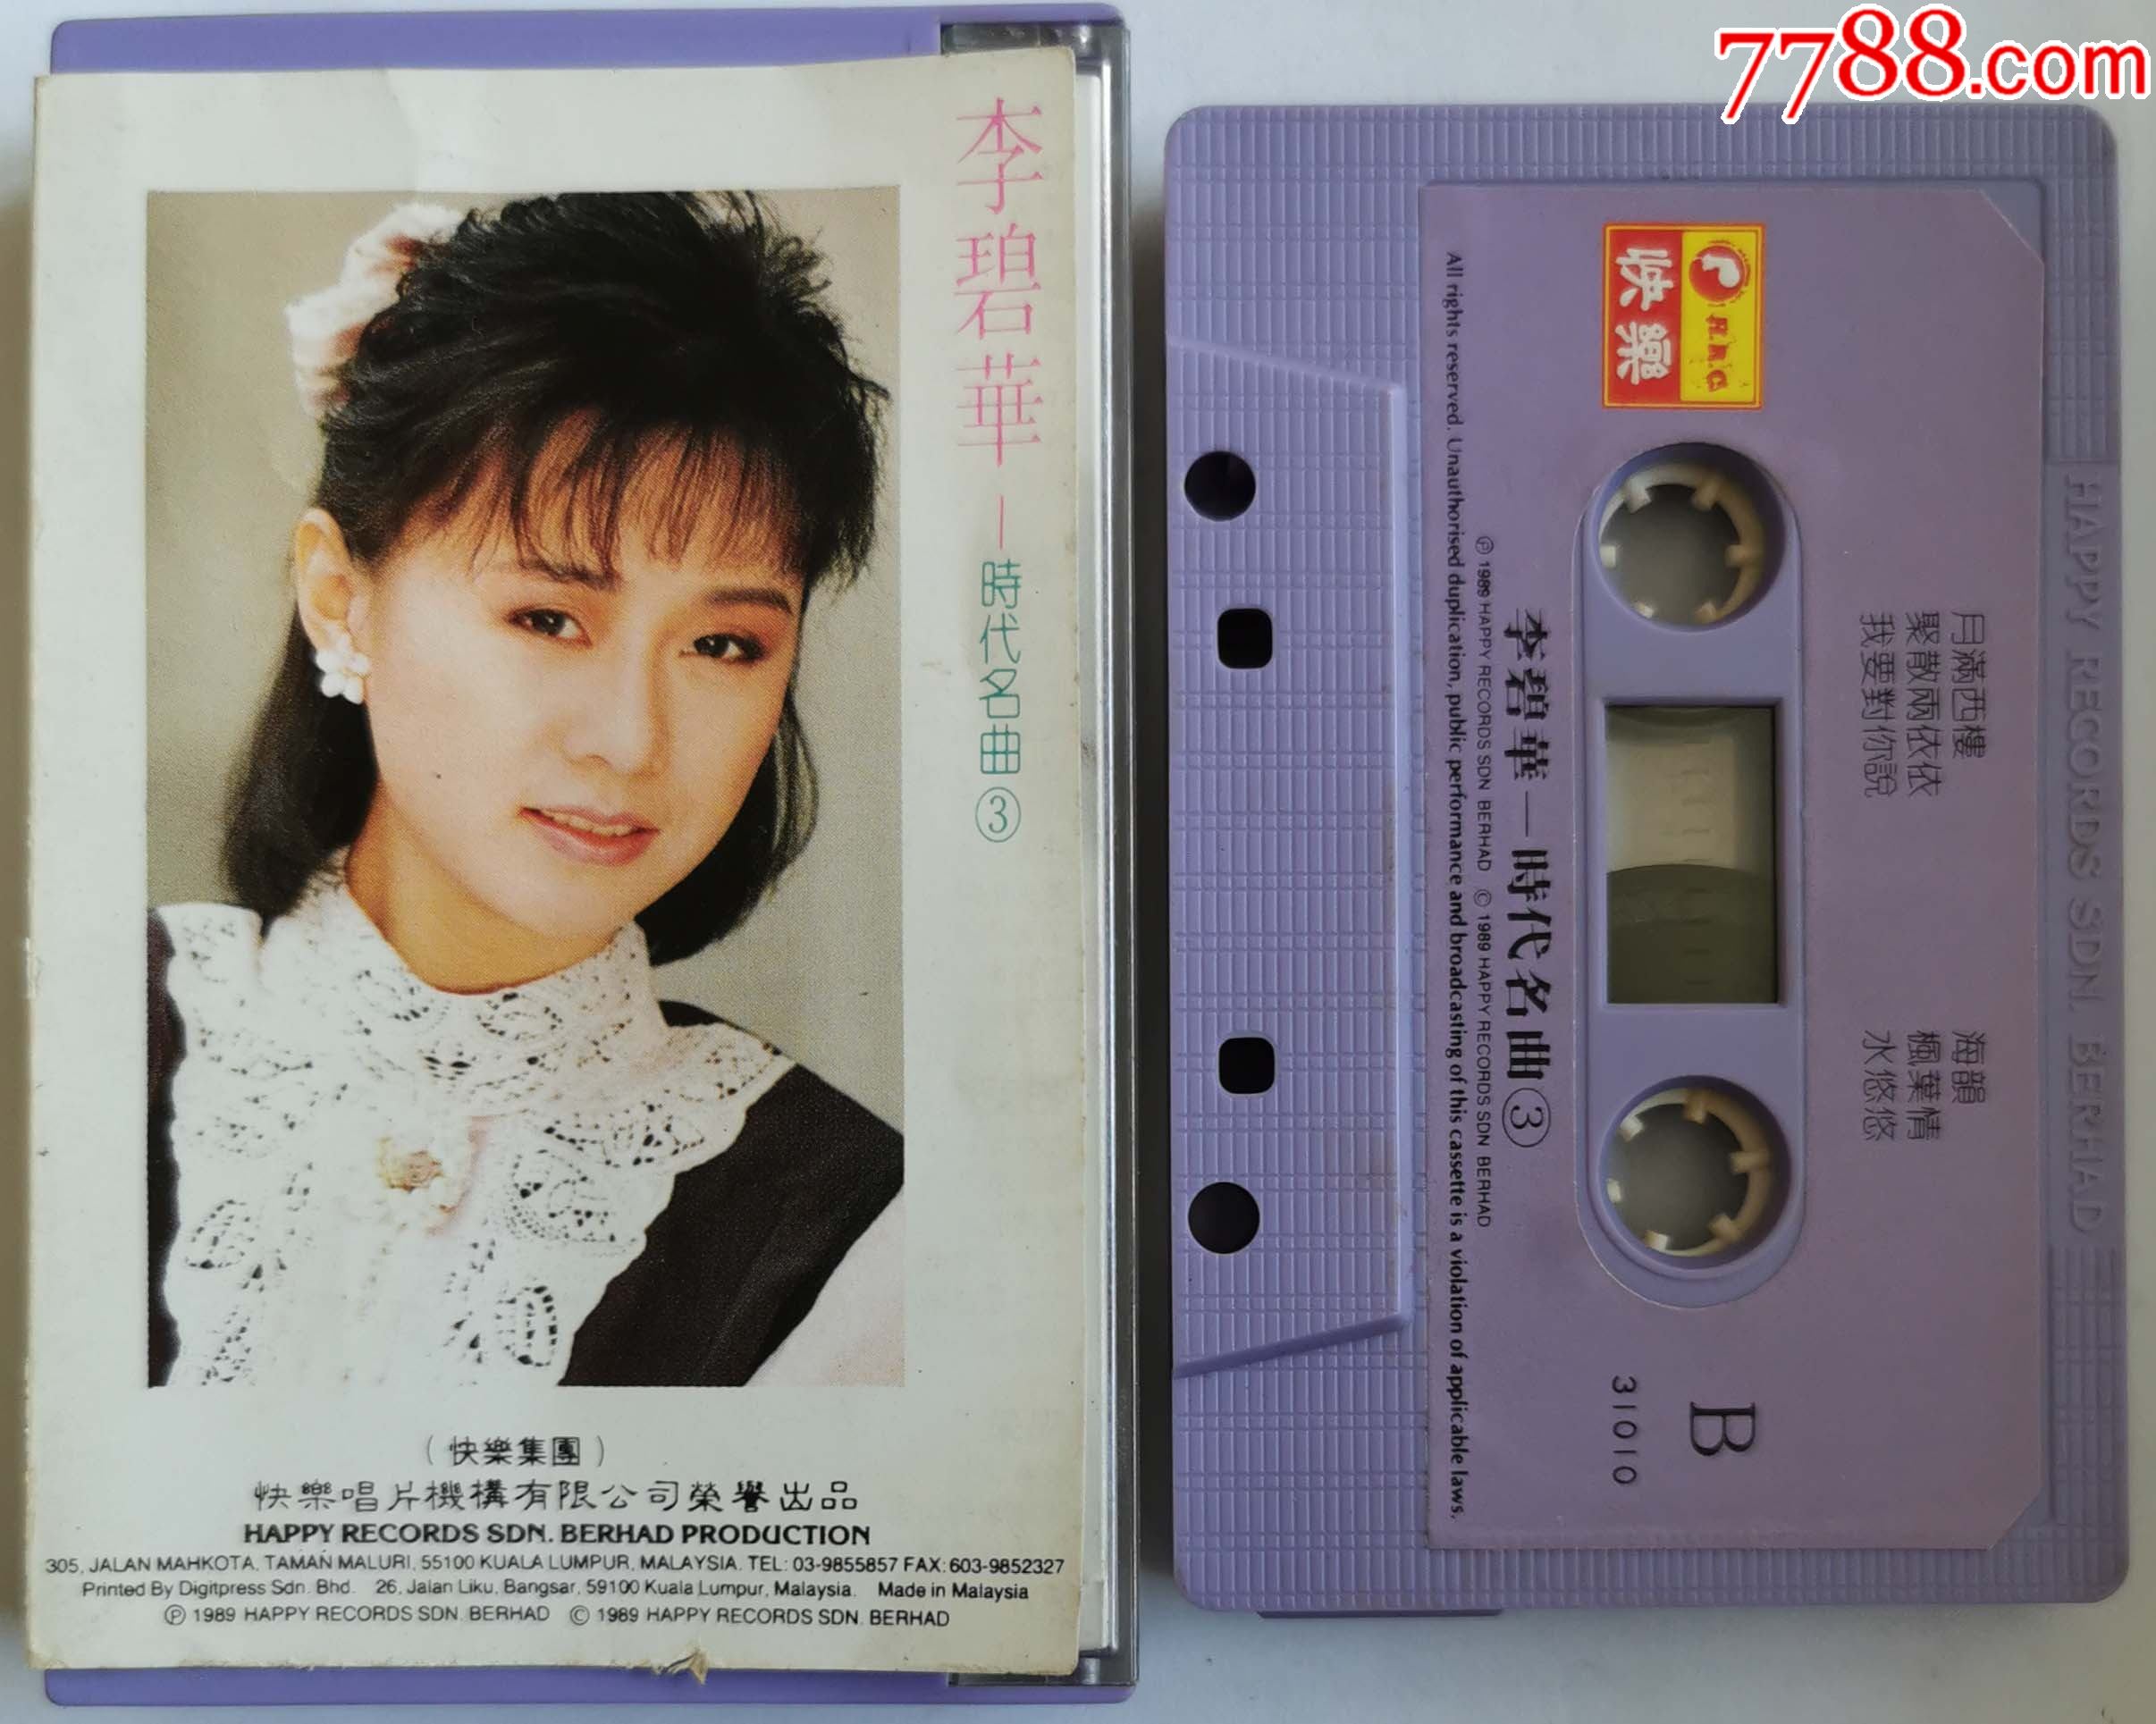 7788.com
李碧華—時代名曲③
(快樂集團)
快樂唱片機構有限公司榮譽出品
HAPPY RECORDS SDN. BERHAD PRODUCTION
305, JALAN MAHKOTA, TAMAN MALURI, 55100 KUALA LUMPUR, MALAYSIA. TEL: 03-9855857 FAX: 603-9852327
Printed By Digitpress Sdn. Bhd. 26, Jalan Liku, Bangsar, 59100 Kuala Lumpur, Malaysia. Made in Malaysia
Ⓟ 1989 HAPPY RECORDS SDN. BERHAD © 1989 HAPPY RECORDS SDN. BERHAD
HAPPY RECORDS SDN. BERHAD
月滿西樓
聚散兩依依
我要對你說
海韻
楓葉情
水悠悠
H.R.C
快樂
B
31010
李碧華—時代名曲③
Ⓟ 1989 HAPPY RECORDS SDN BERHAD © 1989 HAPPY RECORDS SDN BERHAD
All rights reserved. Unauthorised duplication, public performance and broadcasting of this cassette is a violation of applicable laws.